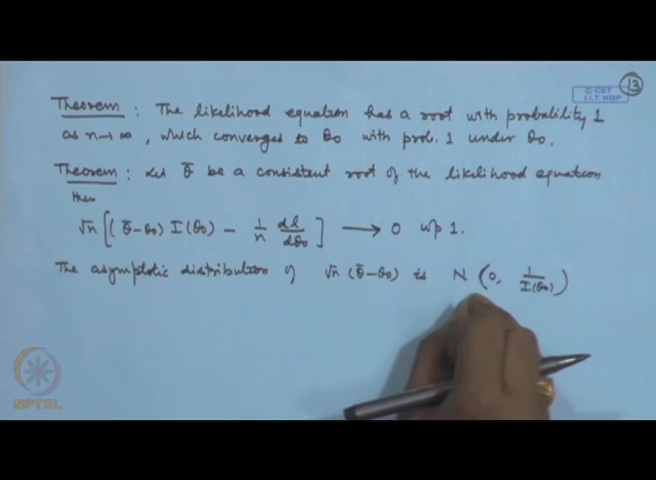 © CET
I.I.T. KGP
13
Theorem : The likelihood equation has a root with probability 1
as n→∞, which converges to θ₀ with prob. 1 under θ₀.
Theorem : Let θ̄ be a consistent root of the likelihood equation
then
√n [ (θ̄-θ₀) I(θ₀) - 1/n dl/dθ₀ ] → 0 w/p 1.
The asymptotic distribution of √n (θ̄-θ₀) is N (0, 1/I(θ₀))
NPTEL